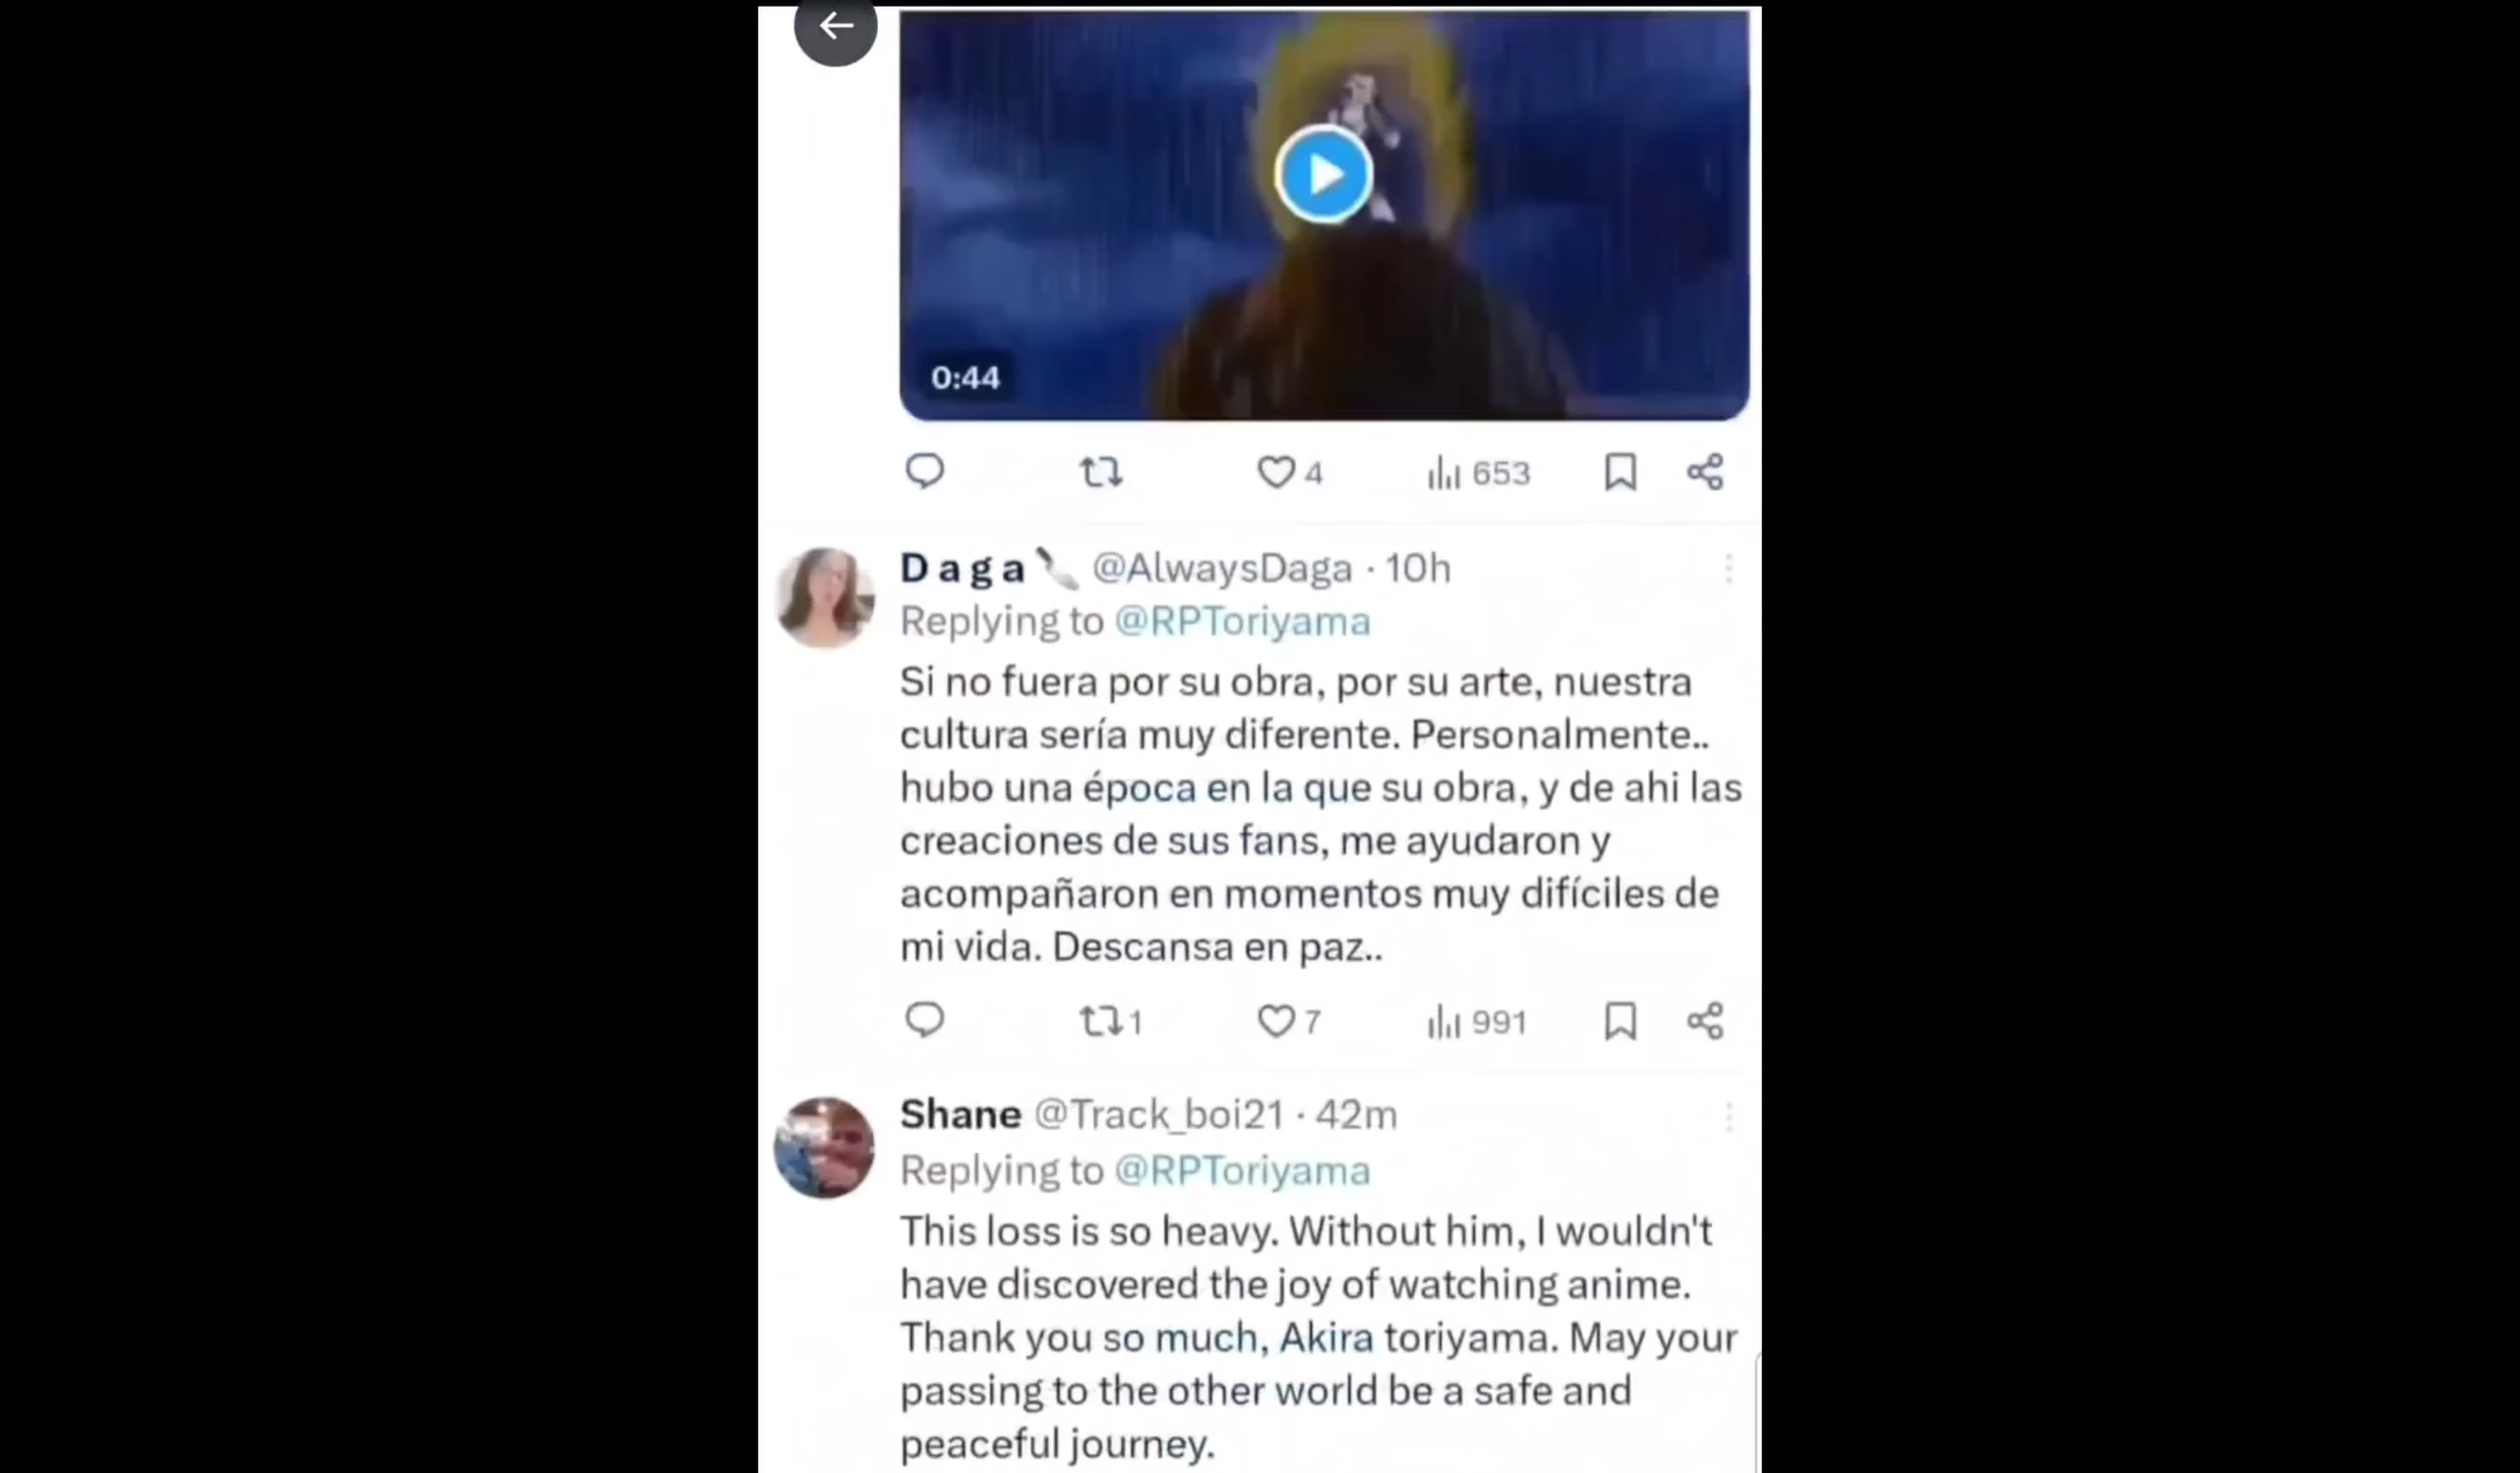 0:44
4 653
Daga @AlwaysDaga · 10h
Replying to @RPToriyama
Si no fuera por su obra, por su arte, nuestra
cultura sería muy diferente. Personalmente..
hubo una época en la que su obra, y de ahi las
creaciones de sus fans, me ayudaron y
acompañaron en momentos muy difíciles de
mi vida. Descansa en paz..
1 7 991
Shane @Track_boi21 · 42m
Replying to @RPToriyama
This loss is so heavy. Without him, I wouldn't
have discovered the joy of watching anime.
Thank you so much, Akira toriyama. May your
passing to the other world be a safe and
peaceful journey.